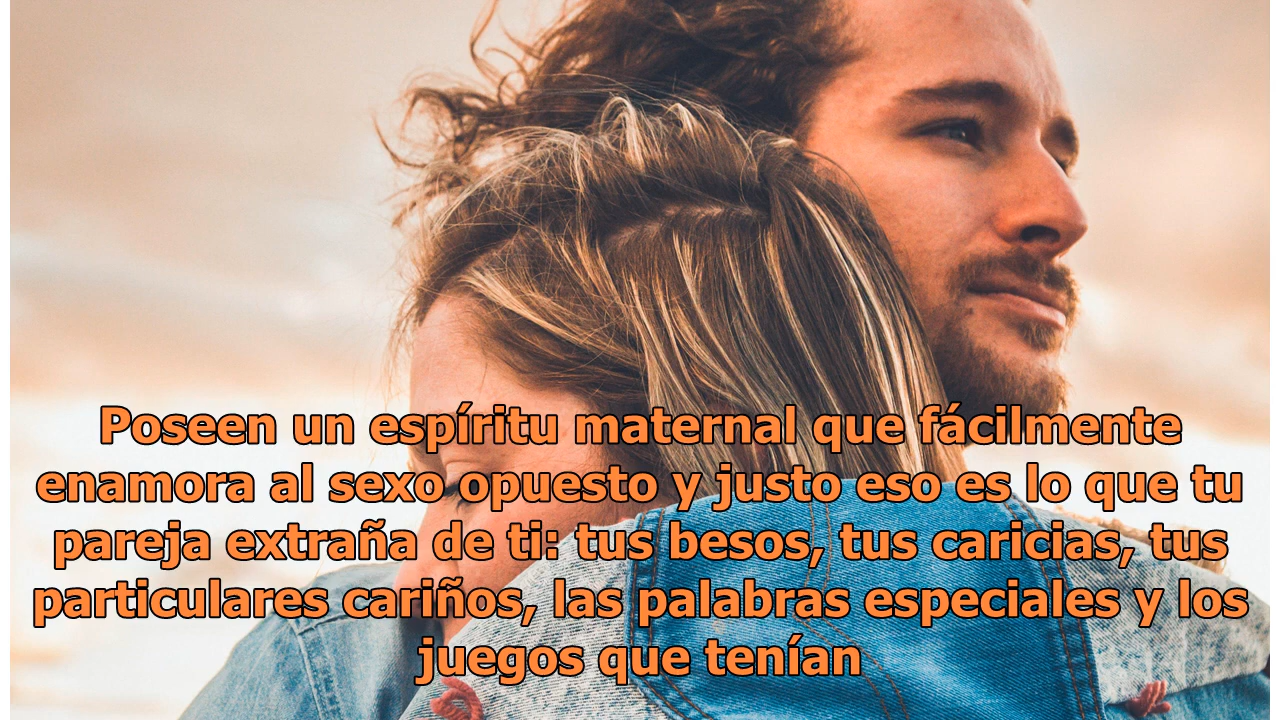 Poseen un espíritu maternal que fácilmente
enamora al sexo opuesto y justo eso es lo que tu
pareja extraña de ti: tus besos, tus caricias, tus
particulares cariños, las palabras especiales y los
juegos que tenían